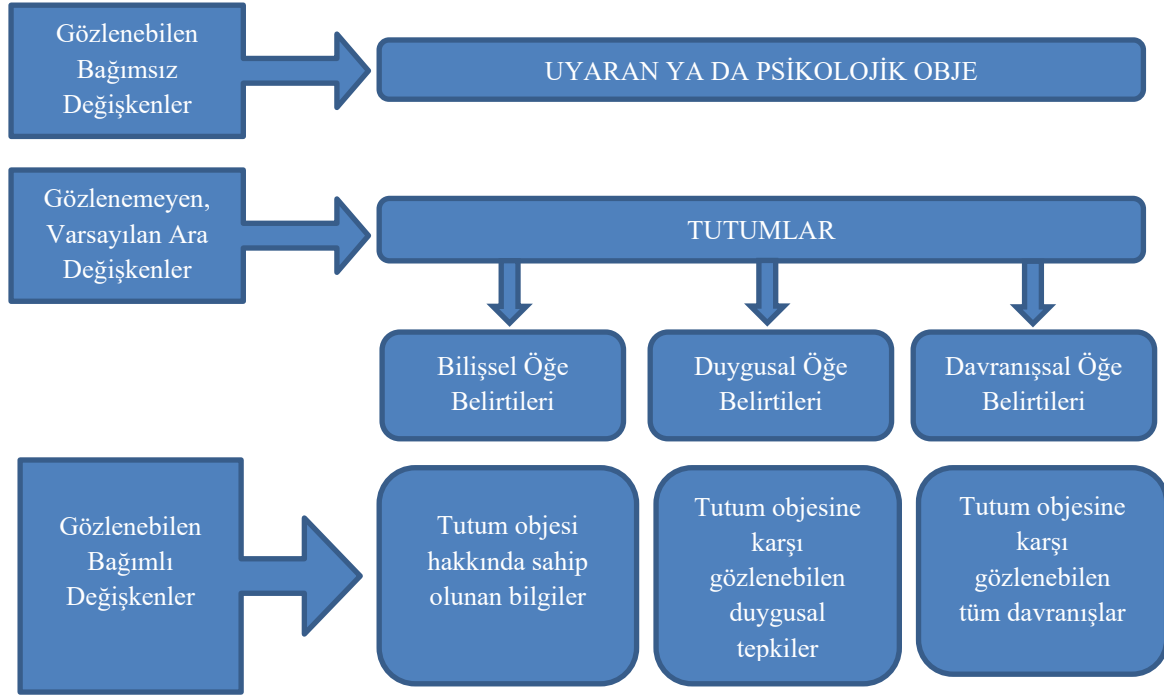 Gözlenebilen
Bağımsız
Değişkenler
UYARAN YA DA PSİKOLOJİK OBJE
Gözlenemeyen,
Varsayılan Ara
Değişkenler
TUTUMLAR
Bilişsel Öğe
Belirtileri
Duygusal Öğe
Belirtileri
Davranışsal Öğe
Belirtileri
Gözlenebilen
Bağımlı
Değişkenler
Tutum objesi
hakkında sahip
olunan bilgiler
Tutum objesine
karşı
gözlenebilen
duygusal
tepkiler
Tutum objesine
karşı
gözlenebilen
tüm davranışlar